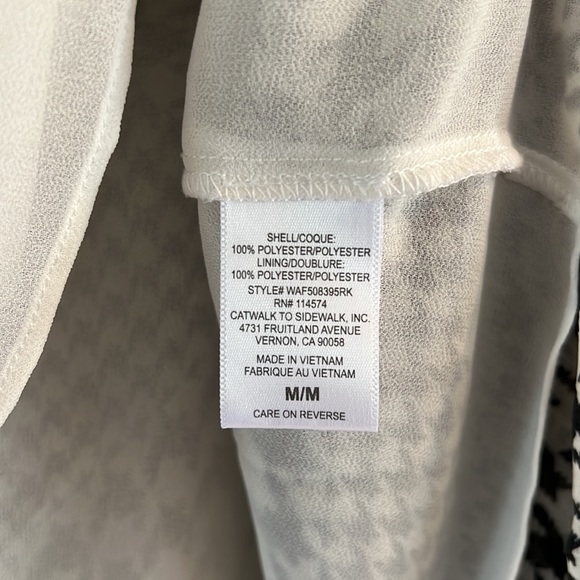 SHELL/COQUE:
100% POLYESTER/POLYESTER
LINING/DOUBLURE:
100% POLYESTER/POLYESTER
STYLE# WAF508395RK
RN# 114574
CATWALK TO SIDEWALK, INC.
4731 FRUITLAND AVENUE
VERNON, CA 90058
MADE IN VIETNAM
FABRIQUE AU VIETNAM
M/M
CARE ON REVERSE